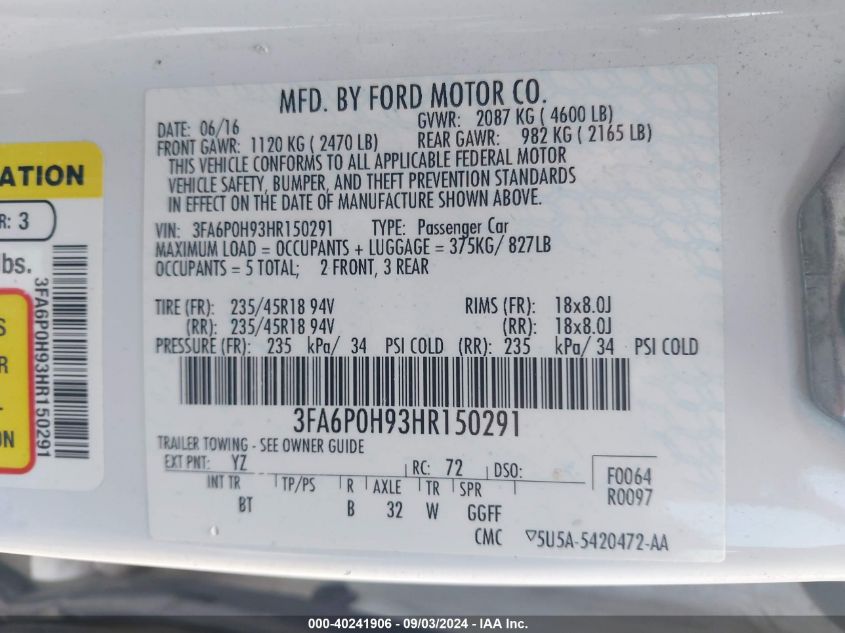 MFD. BY FORD MOTOR CO.
DATE: 06/16 GVWR: 2087 KG ( 4600 LB)
FRONT GAWR: 1120 KG ( 2470 LB) REAR GAWR: 982 KG ( 2165 LB)
THIS VEHICLE CONFORMS TO ALL APPLICABLE FEDERAL MOTOR
VEHICLE SAFETY, BUMPER, AND THEFT PREVENTION STANDARDS
IN EFFECT ON THE DATE OF MANUFACTURE SHOWN ABOVE.
VIN: 3FA6P0H93HR150291 TYPE: Passenger Car
MAXIMUM LOAD = OCCUPANTS + LUGGAGE = 375KG/ 827LB
OCCUPANTS = 5 TOTAL; 2 FRONT, 3 REAR
TIRE (FR): 235/45R18 94V RIMS (FR): 18x8.0J
(RR): 235/45R18 94V (RR): 18x8.0J
PRESSURE (FR): 235 kPa/ 34 PSI COLD (RR): 235 kPa/ 34 PSI COLD
3FA6P0H93HR150291
TRAILER TOWING - SEE OWNER GUIDE
EXT PNT: YZ RC: 72 DSO: F0064
INT TR TP/PS R AXLE TR SPR R0097
BT B 32 W GGFF
CMC 5U5A-5420472-AA
ATION
R: 3
lbs.
S
R
L
ON
3FA6P0H93HR150291
000-40241906 - 09/03/2024 - IAA Inc.